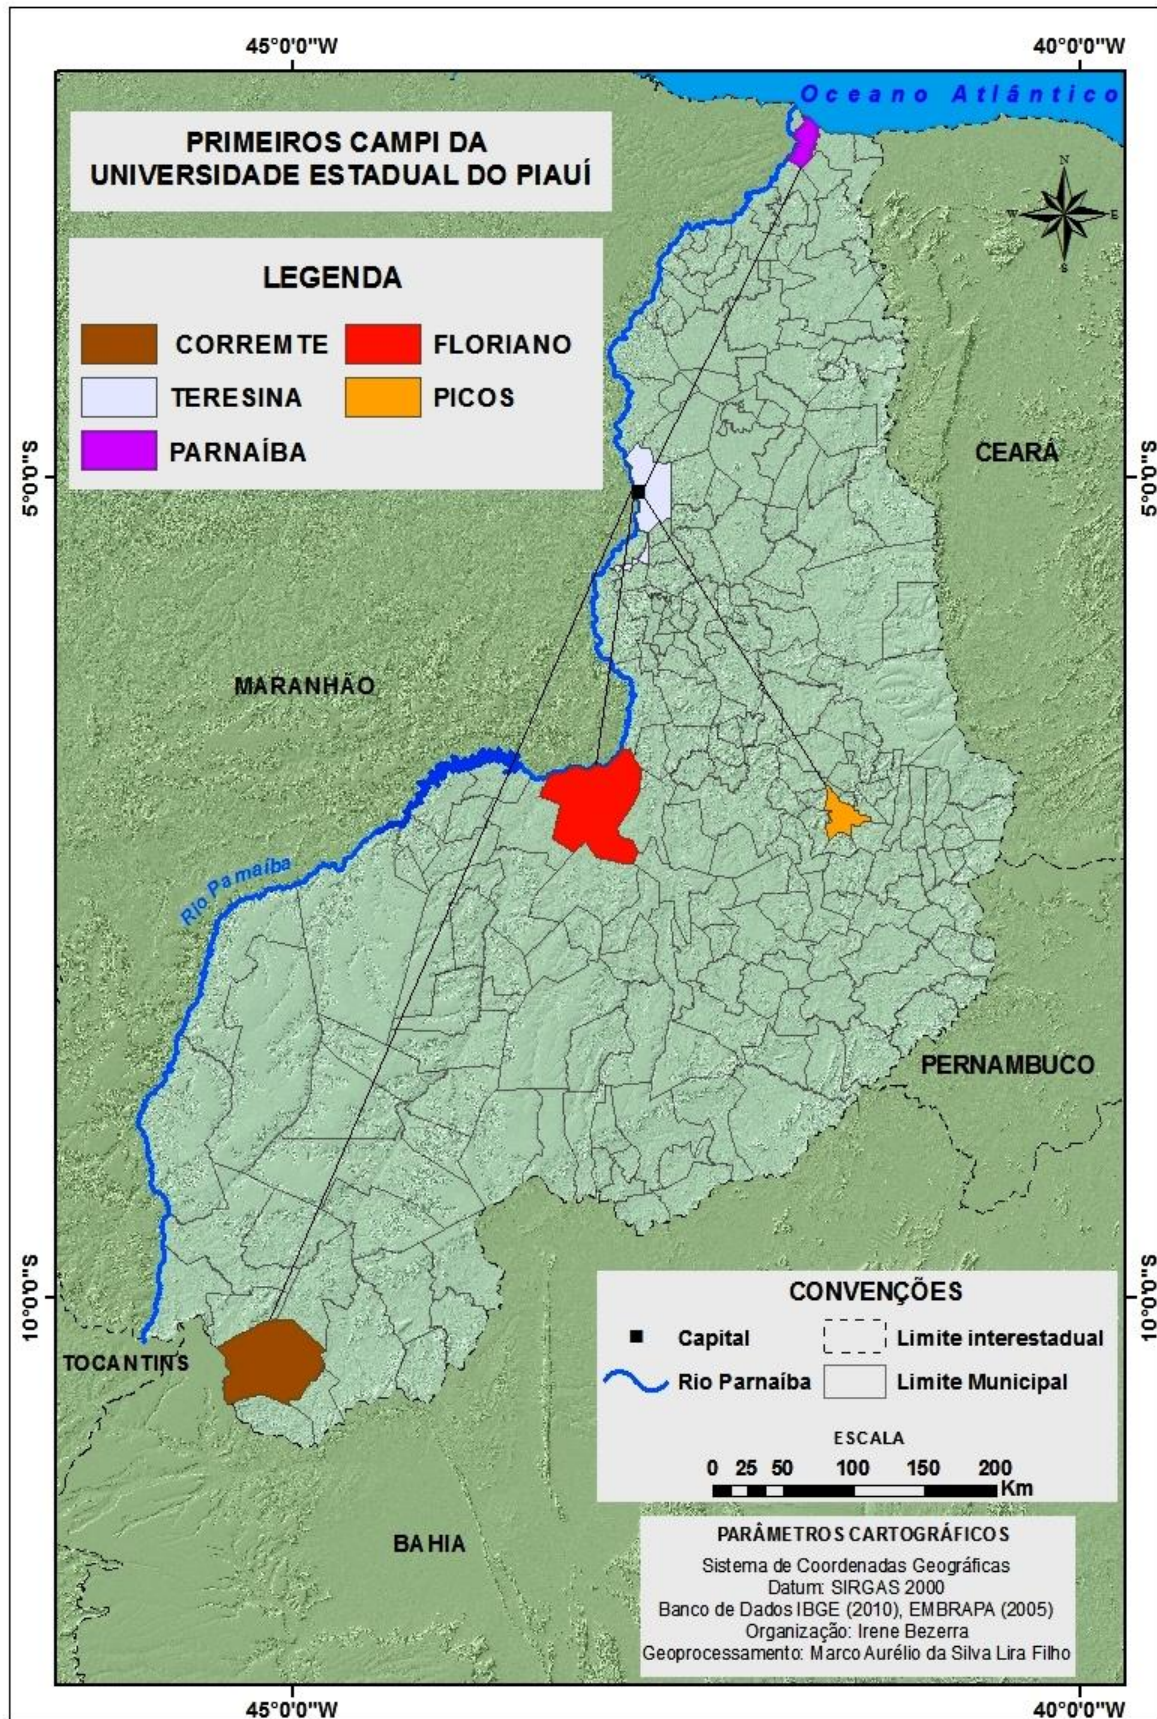 45°0'0"W
40°0'0"W
Oceano Atlântico
PRIMEIROS CAMPI DA
UNIVERSIDADE ESTADUAL DO PIAUÍ
N
W
E
S
LEGENDA
CORREMTE
FLORIANO
TERESINA
PICOS
PARNAÍBA
CEARÁ
5°0'0"S
5°0'0"S
MARANHÃO
Rio Parnaíba
PERNAMBUCO
10°0'0"S
10°0'0"S
TOCANTINS
CONVENÇÕES
Capital
Limite interestadual
Rio Parnaíba
Limite Municipal
ESCALA
0 25 50 100 150 200
Km
BAHIA
PARÂMETROS CARTOGRÁFICOS
Sistema de Coordenadas Geográficas
Datum: SIRGAS 2000
Banco de Dados IBGE (2010), EMBRAPA (2005)
Organização: Irene Bezerra
Geoprocessamento: Marco Aurélio da Silva Lira Filho
45°0'0"W
40°0'0"W